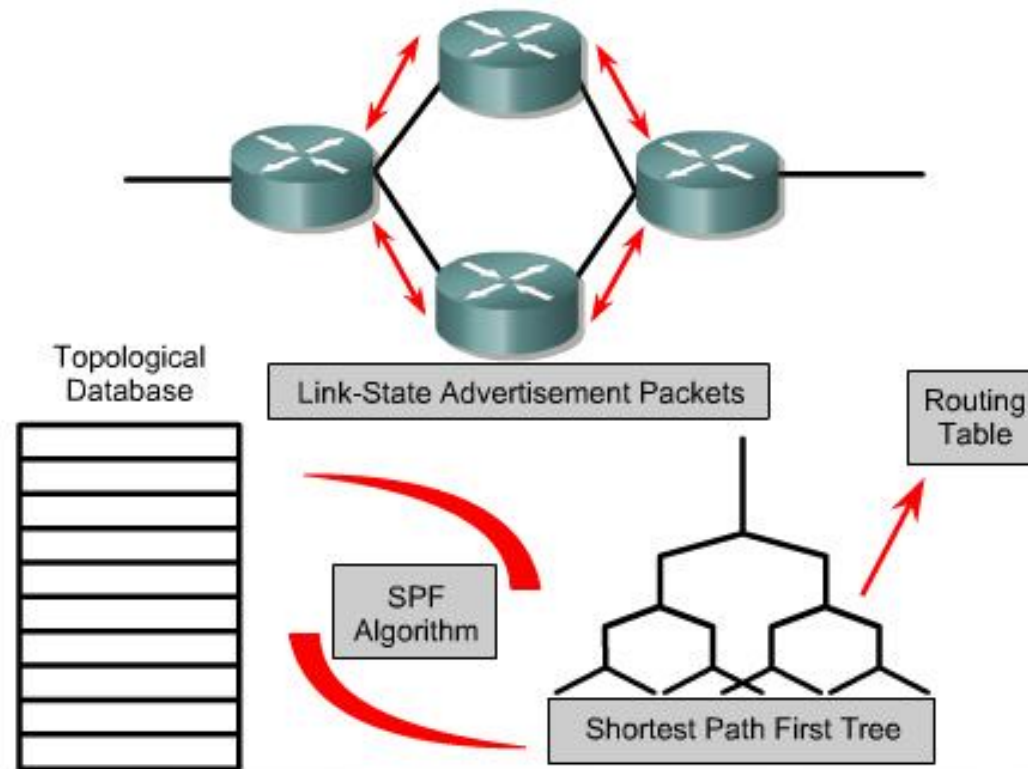 Topological
Database
Link-State Advertisement Packets
Routing
Table
SPF
Algorithm
Shortest Path First Tree